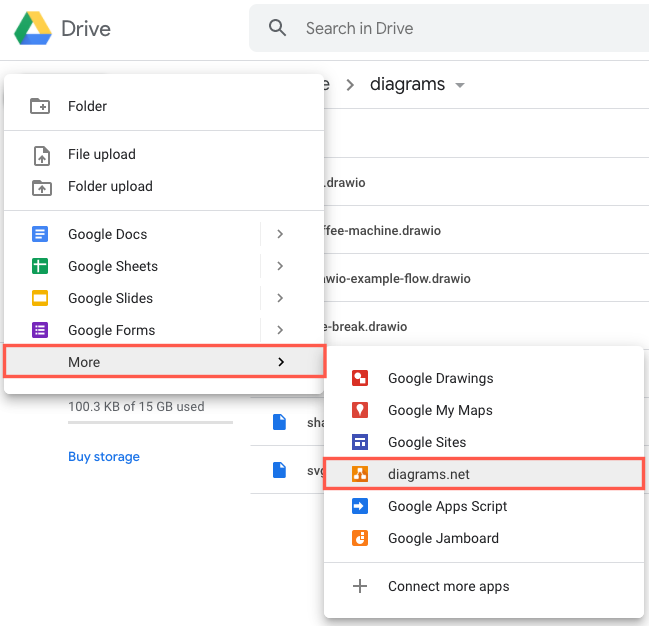 Drive
Search in Drive
diagrams
Folder
File upload
Folder upload
.drawio
Google Docs
ffee-machine.drawio
Google Sheets
wio-example-flow.drawio
Google Slides
Google Forms
e-break.drawio
More
Google Drawings
100.3 KB of 15 GB used
Google My Maps
sha
Google Sites
Buy storage
svg
diagrams.net
Google Apps Script
Google Jamboard
Connect more apps